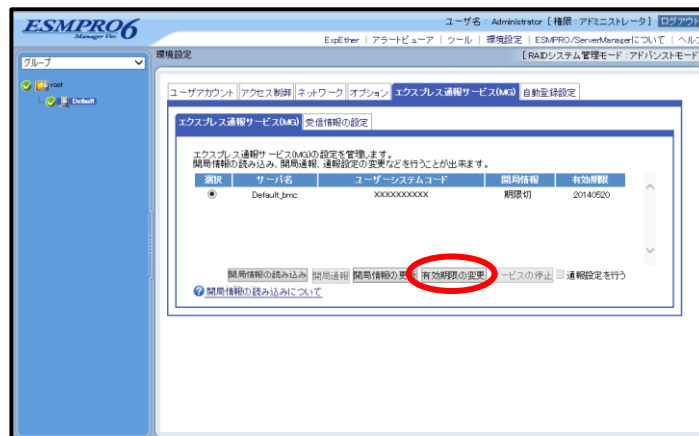 ESMPRO6
Manager Ver.
ユーザ名 : Administrator [ 権限 : アドミニストレータ ] ログアウト
ExpEther | アラートビューア | ツール | 環境設定 | ESMPRO/ServerManagerについて | ヘル
グループ
環境設定
[ RAIDシステム管理モード : アドバンストモード
root
Default
ユーザアカウント アクセス制御 ネットワーク オプション エクスプレス通報サービス(MG) 自動登録設定
エクスプレス通報サービス(MG) 受信情報の設定
エクスプレス通報サービス(MG)の設定を管理します。
開局情報の読み込み、開局通報、通報設定の変更などを行うことが出来ます。
選択 サーバ名 ユーザーシステムコード 開局情報 有効期限
Default_bmc XXXXXXXXXX 期限切 20140520
開局情報の読み込み 開局通報 開局情報の更新 有効期限の変更 サービスの停止 通報設定を行う
開局情報の読み込みについて